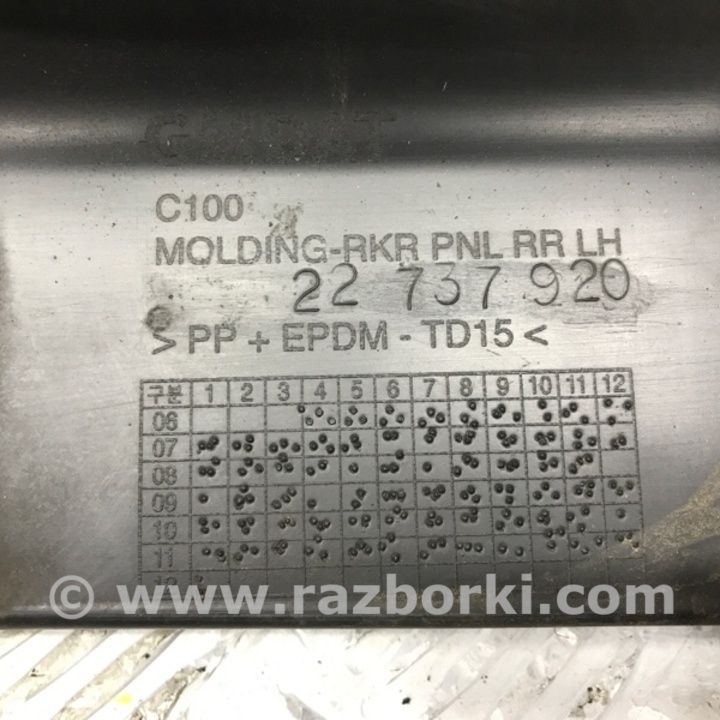 C100
MOLDING-RKR PNL RR LH
22 737 920
>PP + EPDM - TD15<
구분 1 2 3 4 5 6 7 8 9 10 11 12
06
07
08
09
10
11
© www.razborki.com